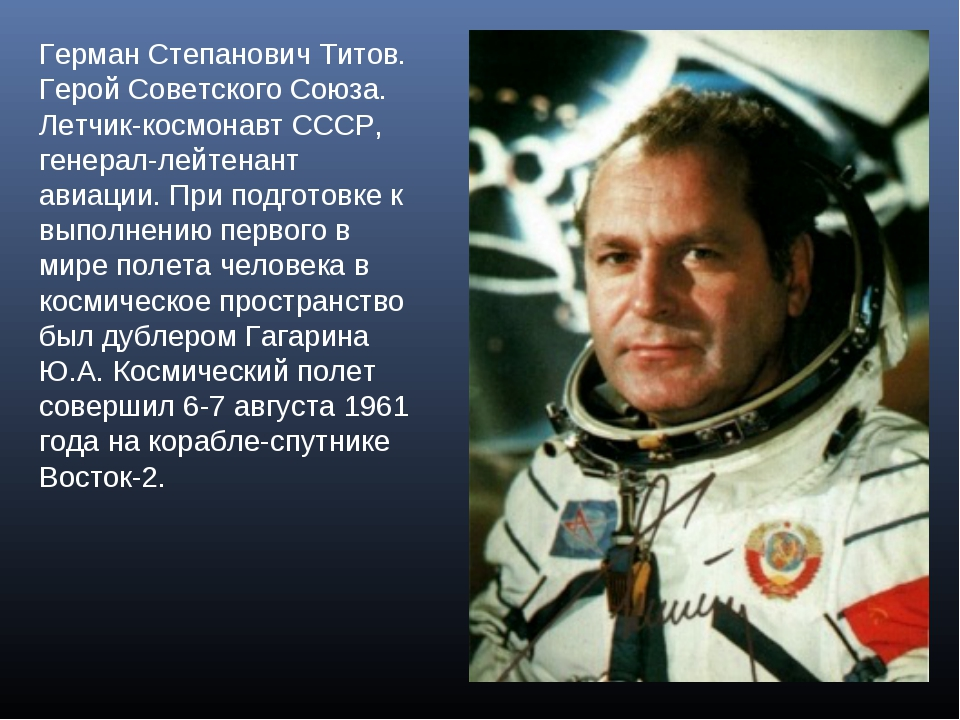 Герман Степанович Титов.
Герой Советского Союза.
Летчик-космонавт СССР,
генерал-лейтенант
авиации. При подготовке к
выполнению первого в
мире полета человека в
космическое пространство
был дублером Гагарина
Ю.А. Космический полет
совершил 6-7 августа 1961
года на корабле-спутнике
Восток-2.